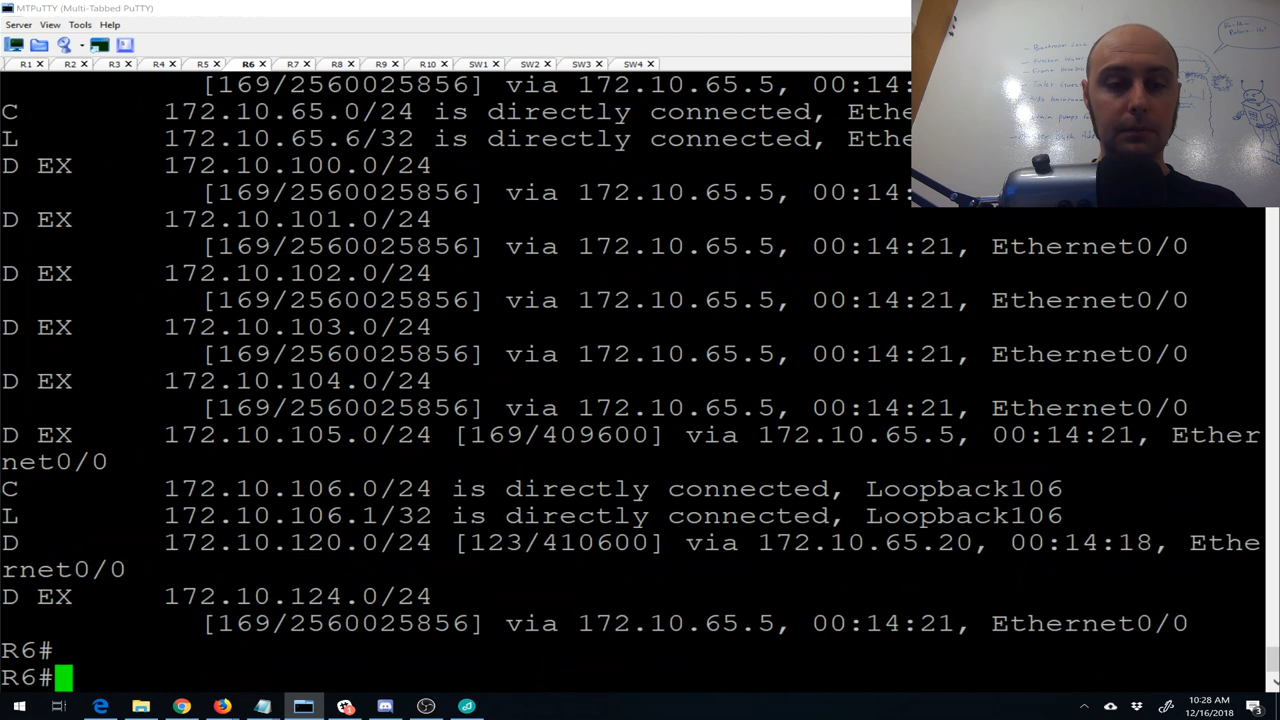 MTPuTTY (Multi-Tabbed PuTTY)
Server View Tools Help
R1 R2 R3 R4 R5 R6 R7 R8 R9 R10 SW1 SW2 SW3 SW4
[169/2560025856] via 172.10.65.5, 00:14:
C 172.10.65.0/24 is directly connected, Eth
L 172.10.65.6/32 is directly connected, Eth
D EX 172.10.100.0/24
[169/2560025856] via 172.10.65.5, 00:14:
D EX 172.10.101.0/24
[169/2560025856] via 172.10.65.5, 00:14:21, Ethernet0/0
D EX 172.10.102.0/24
[169/2560025856] via 172.10.65.5, 00:14:21, Ethernet0/0
D EX 172.10.103.0/24
[169/2560025856] via 172.10.65.5, 00:14:21, Ethernet0/0
D EX 172.10.104.0/24
[169/2560025856] via 172.10.65.5, 00:14:21, Ethernet0/0
D EX 172.10.105.0/24 [169/409600] via 172.10.65.5, 00:14:21, Ether
net0/0
C 172.10.106.0/24 is directly connected, Loopback106
L 172.10.106.1/32 is directly connected, Loopback106
D 172.10.120.0/24 [123/410600] via 172.10.65.20, 00:14:18, Ethe
rnet0/0
D EX 172.10.124.0/24
[169/2560025856] via 172.10.65.5, 00:14:21, Ethernet0/0
R6#
R6#
10:28 AM
12/16/2018
3